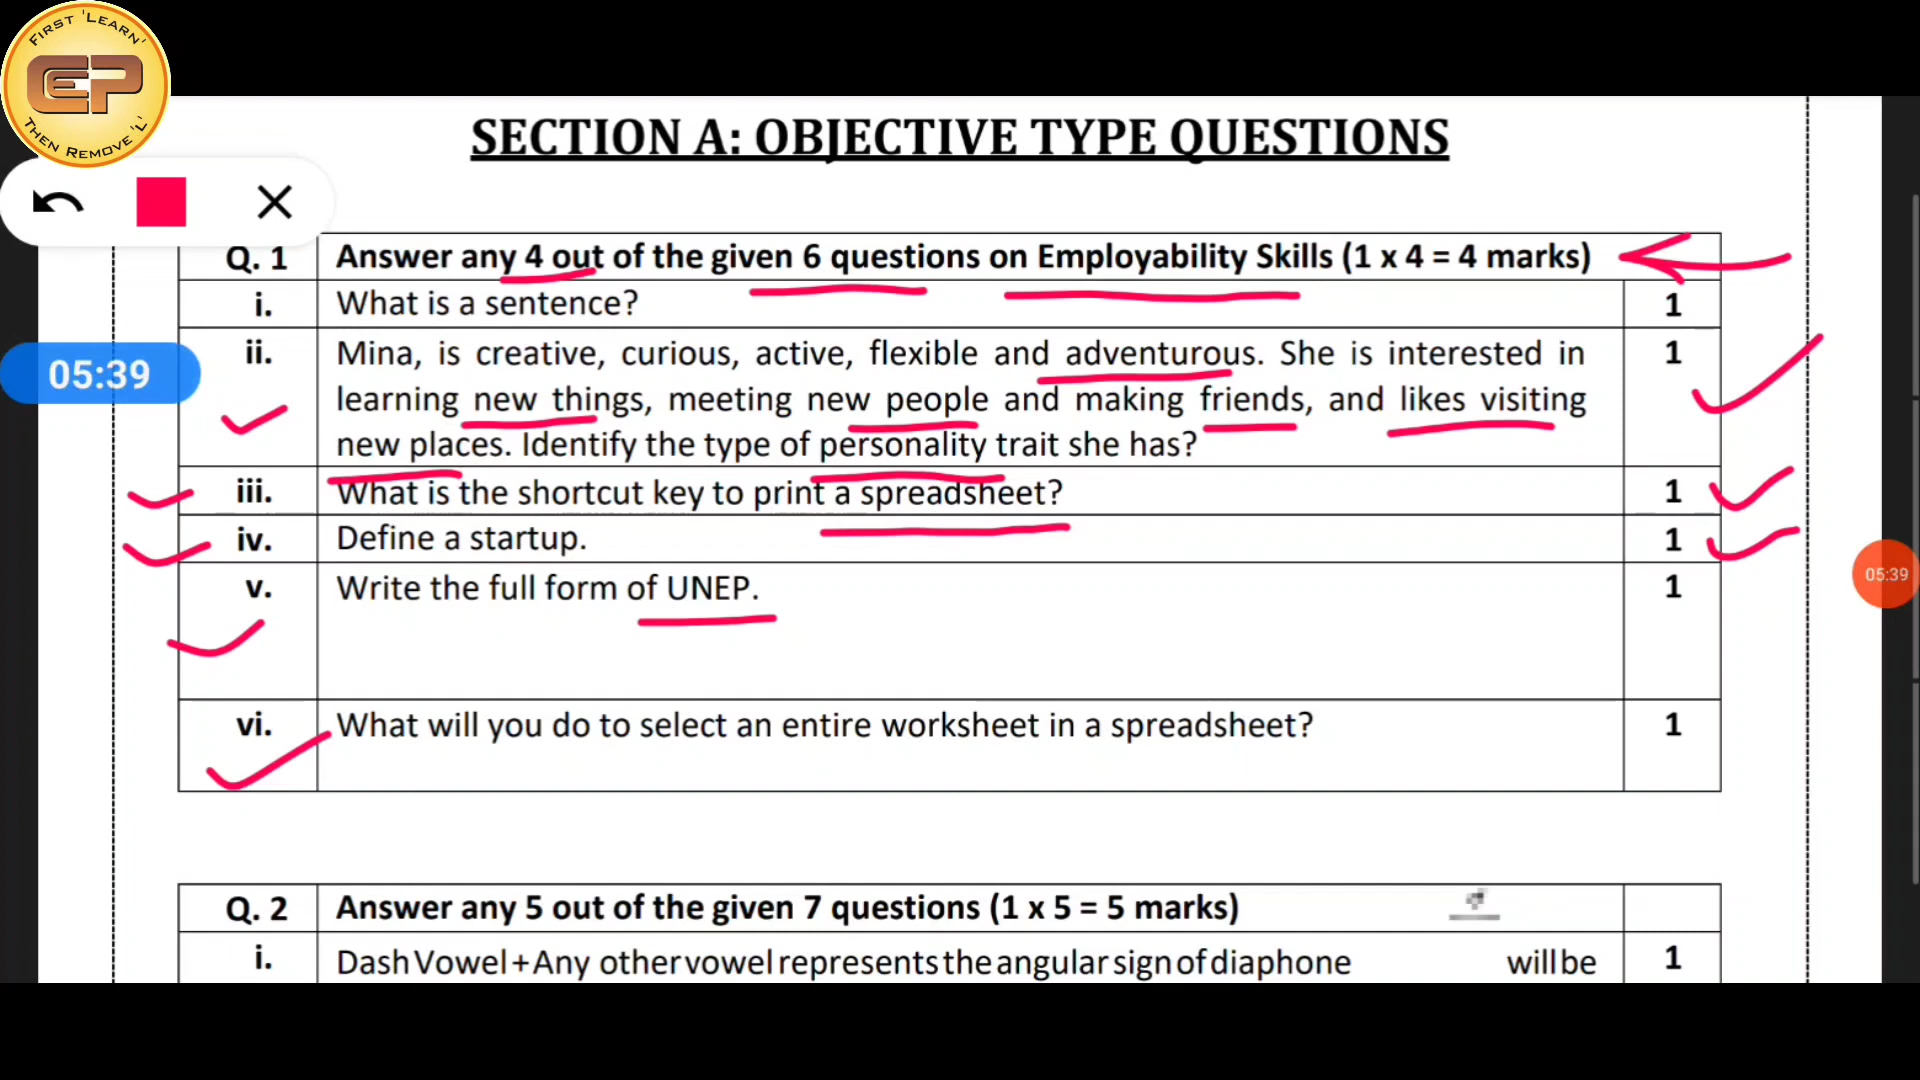 FIRST 'LEARN'
EP
THEN REMOVE 'L'
SECTION A: OBJECTIVE TYPE QUESTIONS
Q. 1 Answer any 4 out of the given 6 questions on Employability Skills (1 x 4 = 4 marks)
i. What is a sentence? 1
ii. Mina, is creative, curious, active, flexible and adventurous. She is interested in 1
05:39
learning new things, meeting new people and making friends, and likes visiting
new places. Identify the type of personality trait she has?
iii. What is the shortcut key to print a spreadsheet? 1
iv. Define a startup. 1
05:39
v. Write the full form of UNEP. 1
vi. What will you do to select an entire worksheet in a spreadsheet? 1
Q. 2 Answer any 5 out of the given 7 questions (1 x 5 = 5 marks)
i. Dash Vowel + Any other vowel represents the angular sign of diaphone will be 1